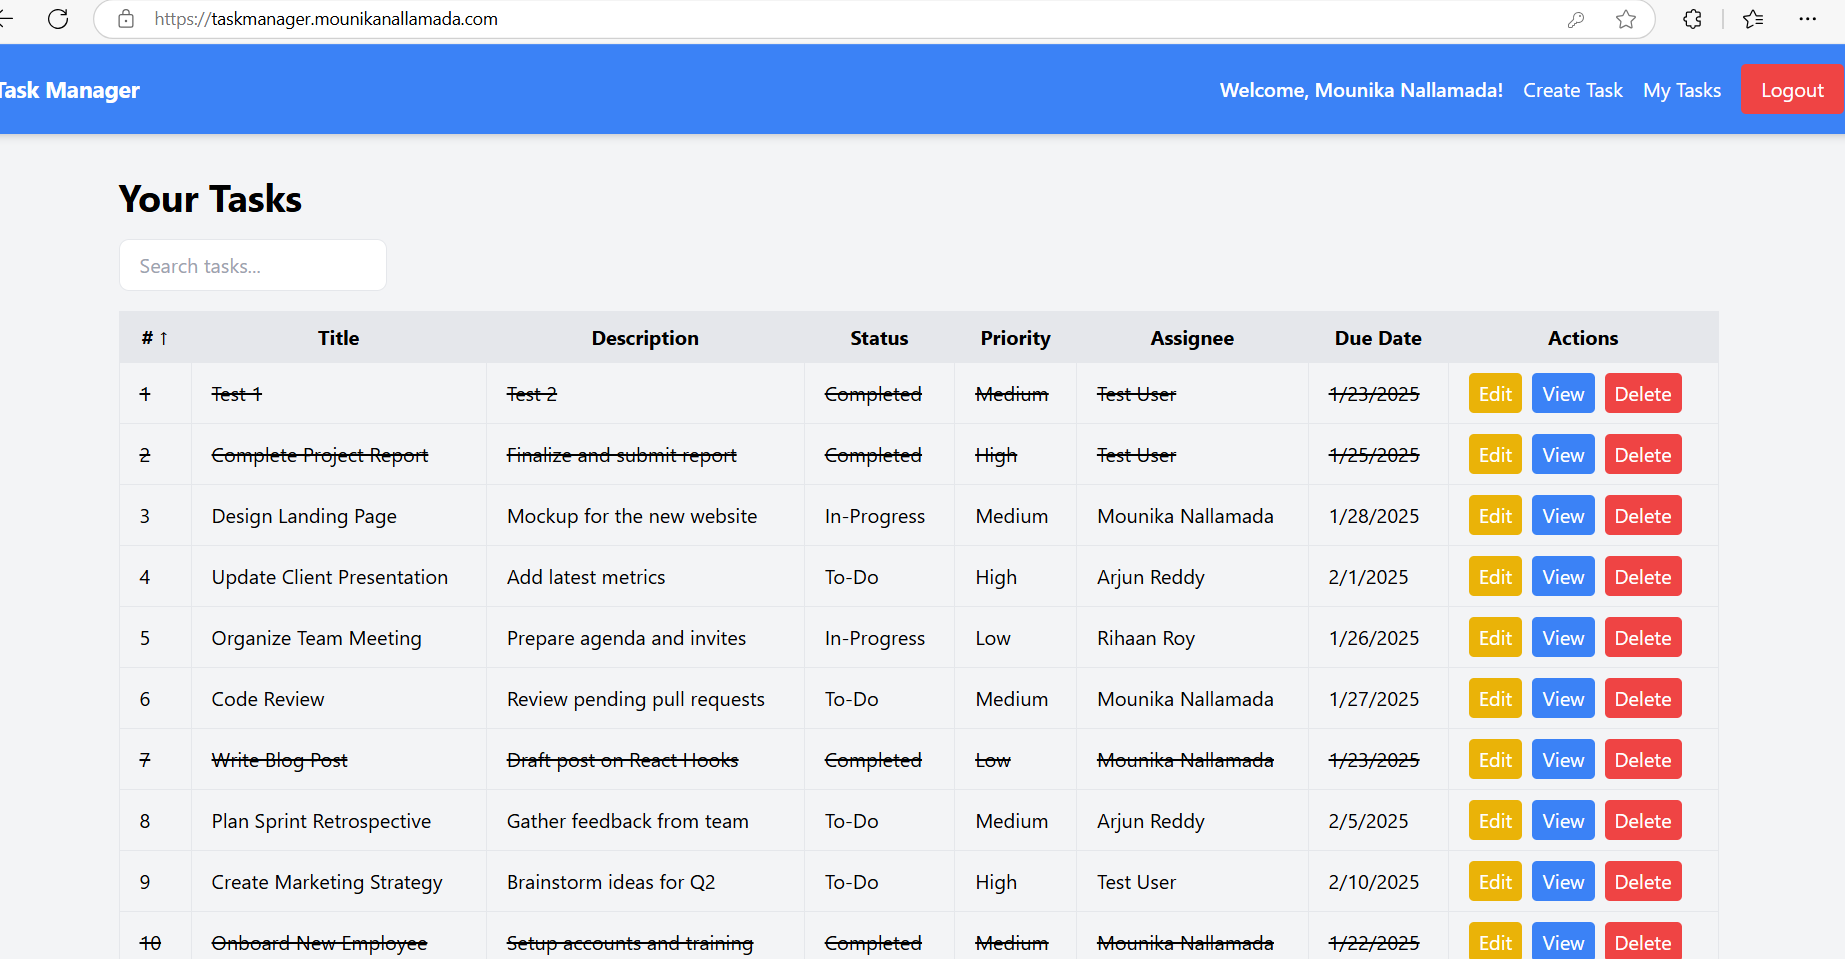 https://taskmanager.mounikanallamada.com
Task Manager Welcome, Mounika Nallamada! Create Task My Tasks Logout
Your Tasks
Search tasks...
# ↑ Title Description Status Priority Assignee Due Date Actions
1 Test 1 Test 2 Completed Medium Test User 1/23/2025 Edit View Delete
2 Complete Project Report Finalize and submit report Completed High Test User 1/25/2025 Edit View Delete
3 Design Landing Page Mockup for the new website In-Progress Medium Mounika Nallamada 1/28/2025 Edit View Delete
4 Update Client Presentation Add latest metrics To-Do High Arjun Reddy 2/1/2025 Edit View Delete
5 Organize Team Meeting Prepare agenda and invites In-Progress Low Rihaan Roy 1/26/2025 Edit View Delete
6 Code Review Review pending pull requests To-Do Medium Mounika Nallamada 1/27/2025 Edit View Delete
7 Write Blog Post Draft post on React Hooks Completed Low Mounika Nallamada 1/23/2025 Edit View Delete
8 Plan Sprint Retrospective Gather feedback from team To-Do Medium Arjun Reddy 2/5/2025 Edit View Delete
9 Create Marketing Strategy Brainstorm ideas for Q2 To-Do High Test User 2/10/2025 Edit View Delete
10 Onboard New Employee Setup accounts and training Completed Medium Mounika Nallamada 1/22/2025 Edit View Delete